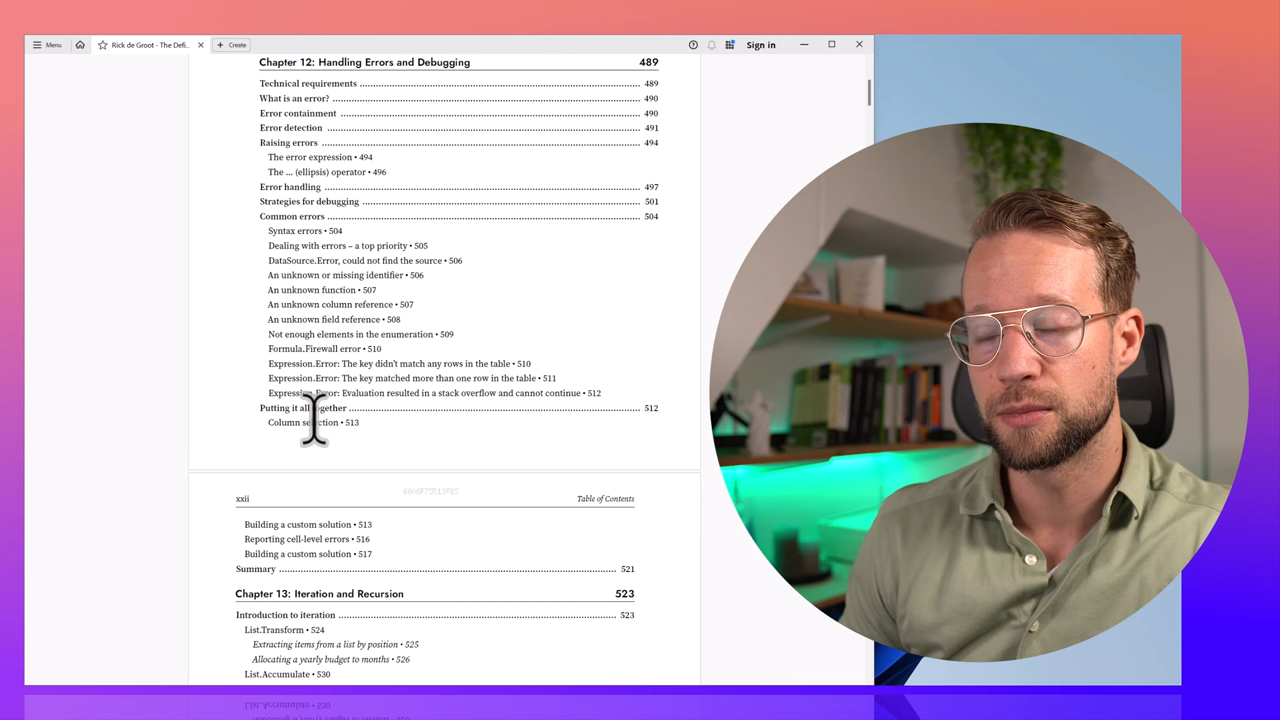 Menu
Rick de Groot - The Defi...
Create
Sign in
Chapter 12: Handling Errors and Debugging 489
Technical requirements 489
What is an error? 490
Error containment 490
Error detection 491
Raising errors 494
The error expression • 494
The ... (ellipsis) operator • 496
Error handling 497
Strategies for debugging 501
Common errors 504
Syntax errors • 504
Dealing with errors – a top priority • 505
DataSource.Error, could not find the source • 506
An unknown or missing identifier • 506
An unknown function • 507
An unknown column reference • 507
An unknown field reference • 508
Not enough elements in the enumeration • 509
Formula.Firewall error • 510
Expression.Error: The key didn't match any rows in the table • 510
Expression.Error: The key matched more than one row in the table • 511
Expression.Error: Evaluation resulted in a stack overflow and cannot continue • 512
Putting it all together 512
Column selection • 513
xxii
Table of Contents
Building a custom solution • 513
Reporting cell-level errors • 516
Building a custom solution • 517
Summary 521
Chapter 13: Iteration and Recursion 523
Introduction to iteration 523
List.Transform • 524
Extracting items from a list by position • 525
Allocating a yearly budget to months • 526
List.Accumulate • 530